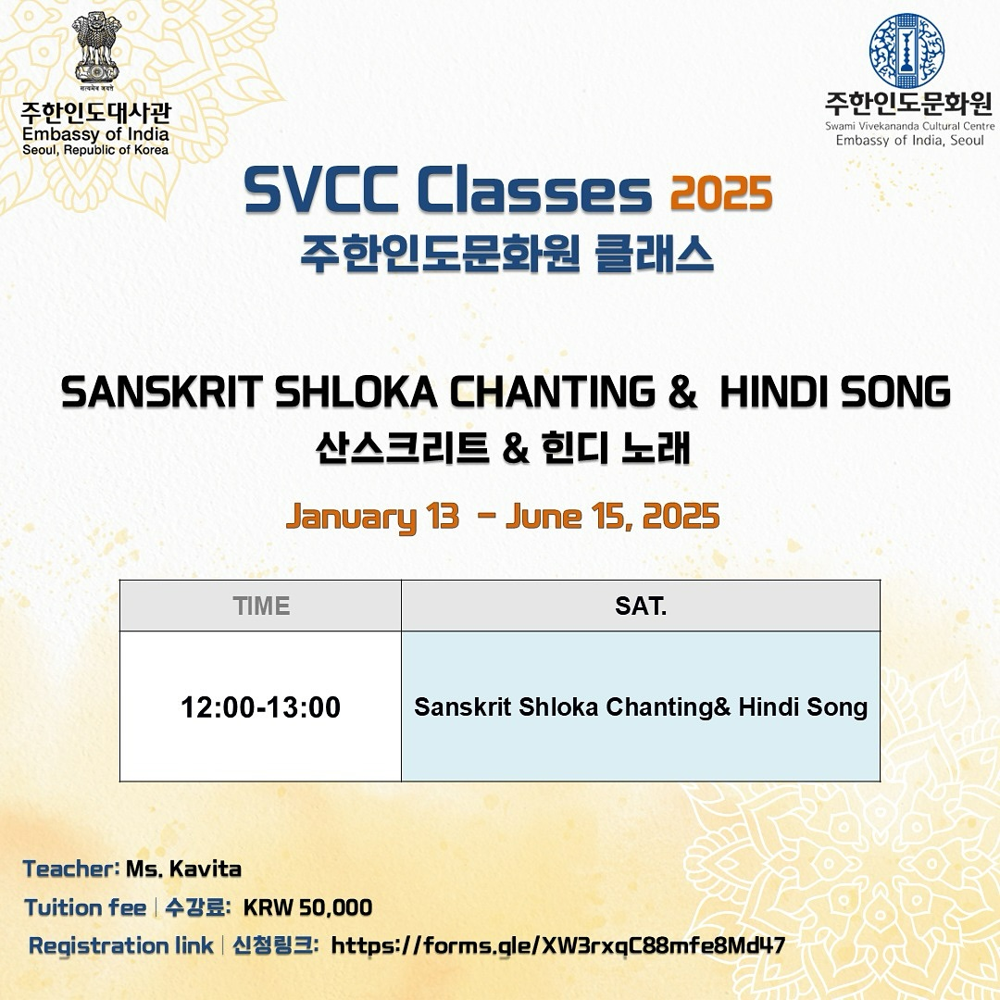 सत्यमेव जयते
주한인도대사관
Embassy of India
Seoul, Republic of Korea
주한인도문화원
Swami Vivekananda Cultural Centre
Embassy of India, Seoul
SVCC Classes 2025
주한인도문화원 클래스
SANSKRIT SHLOKA CHANTING & HINDI SONG
산스크리트 & 힌디 노래
January 13 – June 15, 2025
TIME SAT.
12:00-13:00 Sanskrit Shloka Chanting& Hindi Song
Teacher: Ms. Kavita
Tuition fee | 수강료: KRW 50,000
Registration link | 신청링크: https://forms.gle/XW3rxqC88mfe8Md47